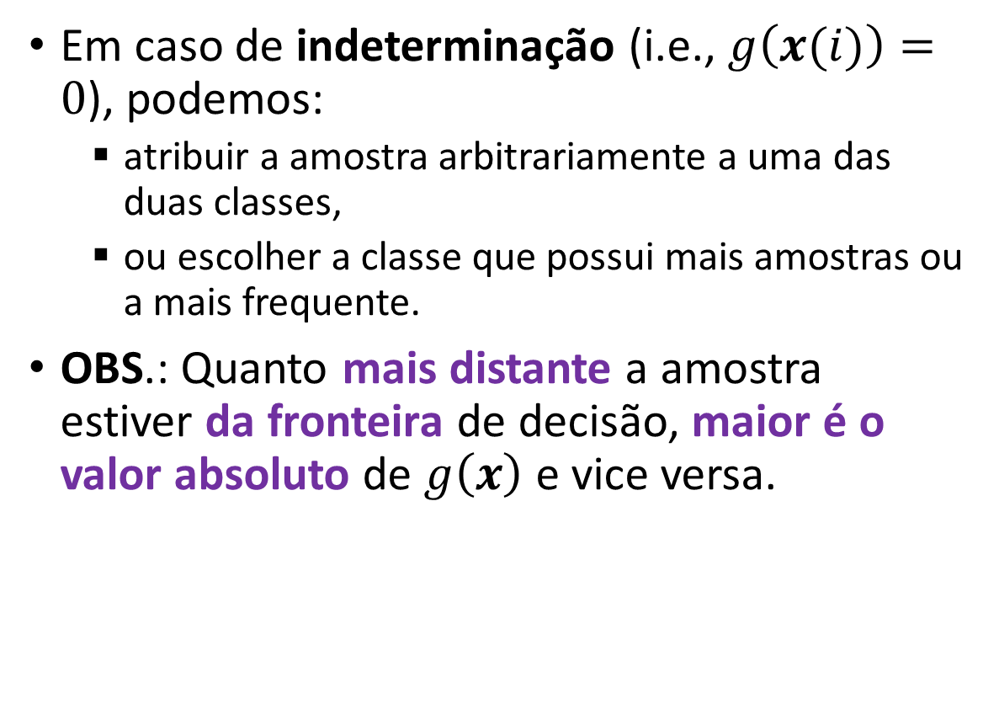 • Em caso de indeterminação (i.e., g(x(i)) =
0), podemos:
▪ atribuir a amostra arbitrariamente a uma das
duas classes,
▪ ou escolher a classe que possui mais amostras ou
a mais frequente.
• OBS.: Quanto mais distante a amostra
estiver da fronteira de decisão, maior é o
valor absoluto de g(x) e vice versa.